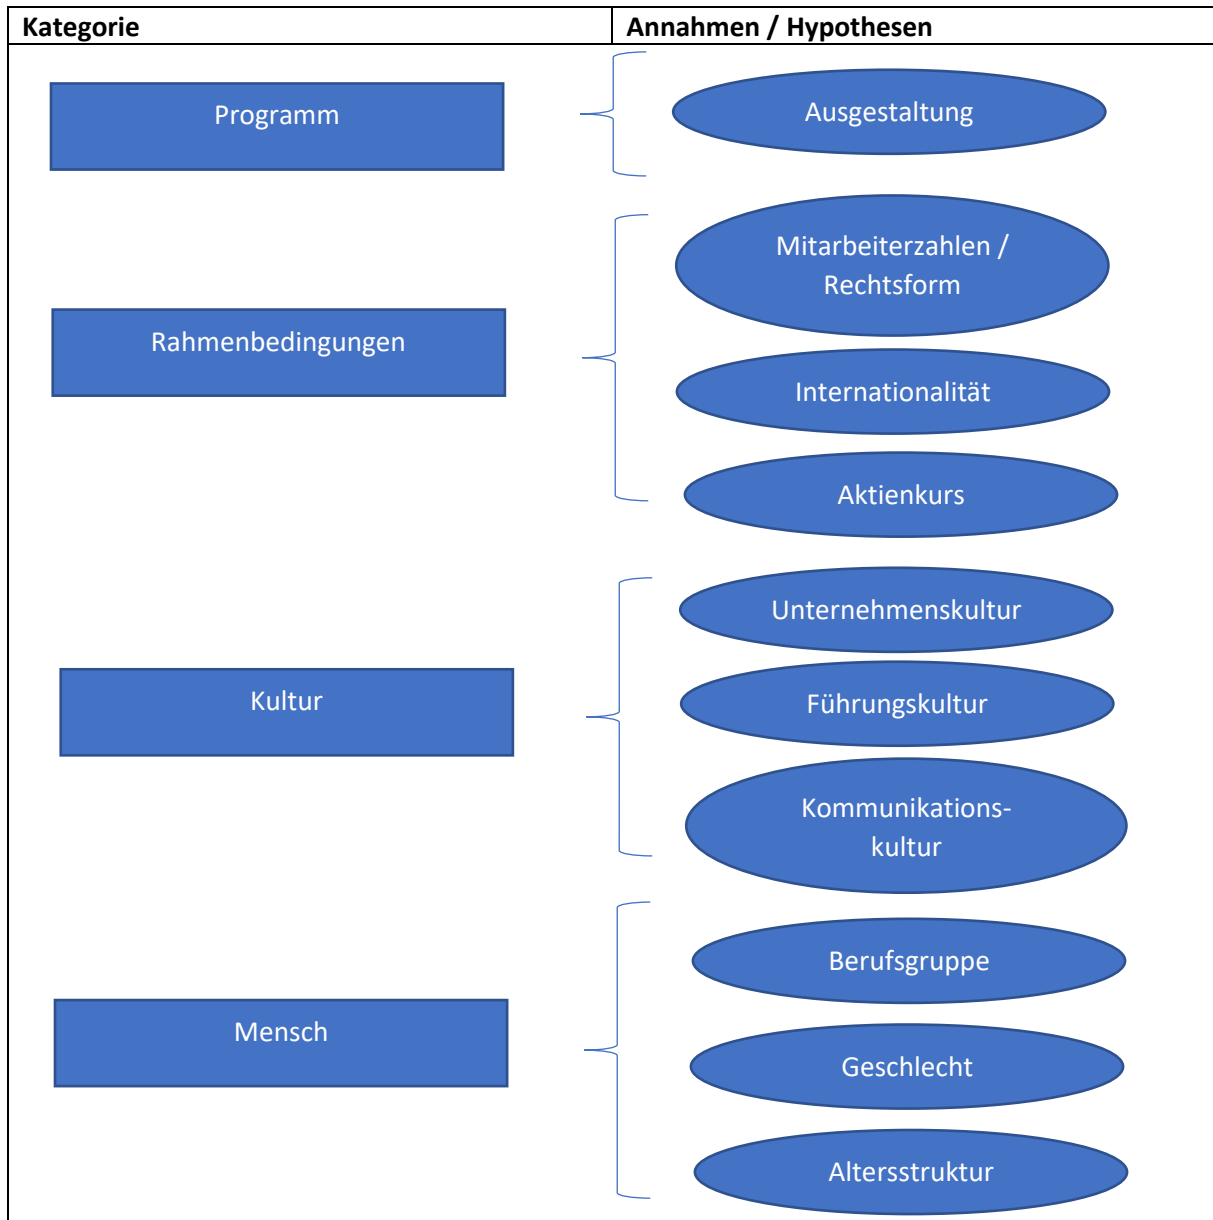 Kategorie
Annahmen / Hypothesen
Programm
Ausgestaltung
Rahmenbedingungen
Mitarbeiterzahlen /
Rechtsform
Internationalität
Aktienkurs
Kultur
Unternehmenskultur
Führungskultur
Kommunikations-
kultur
Mensch
Berufsgruppe
Geschlecht
Altersstruktur